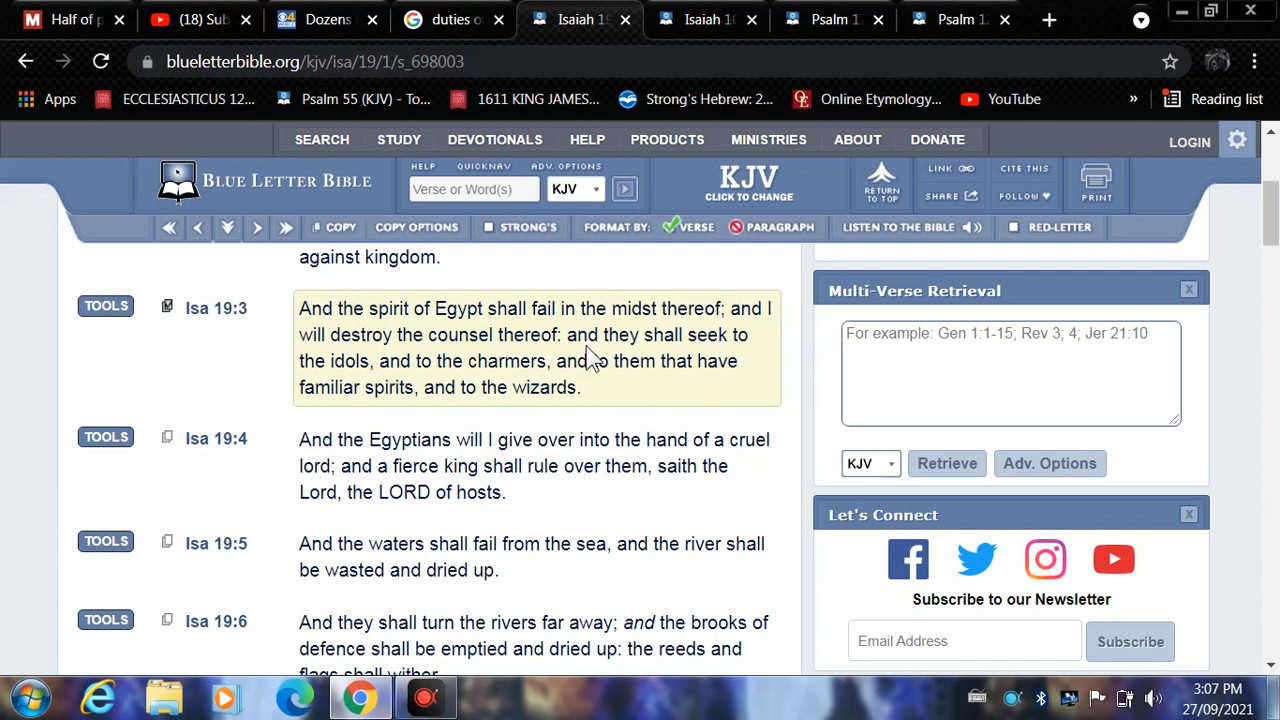 Half of p
(18) Sub
Dozens
duties o
Isaiah 19
Isaiah 10
Psalm 1
Psalm 12
blueletterbible.org/kjv/isa/19/1/s_698003
Apps
ECCLESIASTICUS 12...
Psalm 55 (KJV) - To...
1611 KING JAMES...
Strong's Hebrew: 2...
Online Etymology...
YouTube
»
Reading list
SEARCH STUDY DEVOTIONALS HELP PRODUCTS MINISTRIES ABOUT DONATE
LOGIN
BLUE LETTER BIBLE
HELP QUICKNAV ADV. OPTIONS
Verse or Word(s)
KJV
KJV
CLICK TO CHANGE
RETURN
TO TOP
LINK
CITE THIS
SHARE
FOLLOW
PRINT
COPY COPY OPTIONS STRONG'S FORMAT BY: VERSE PARAGRAPH LISTEN TO THE BIBLE RED-LETTER
against kingdom.
TOOLS Isa 19:3
And the spirit of Egypt shall fail in the midst thereof; and I
will destroy the counsel thereof: and they shall seek to
the idols, and to the charmers, and to them that have
familiar spirits, and to the wizards.
TOOLS Isa 19:4
And the Egyptians will I give over into the hand of a cruel
lord; and a fierce king shall rule over them, saith the
Lord, the LORD of hosts.
TOOLS Isa 19:5
And the waters shall fail from the sea, and the river shall
be wasted and dried up.
TOOLS Isa 19:6
And they shall turn the rivers far away; and the brooks of
defence shall be emptied and dried up: the reeds and
flags shall wither.
Multi-Verse Retrieval
X
For example: Gen 1:1-15; Rev 3; 4; Jer 21:10
KJV
Retrieve
Adv. Options
Let's Connect
X
Subscribe to our Newsletter
Email Address
Subscribe
3:07 PM
27/09/2021